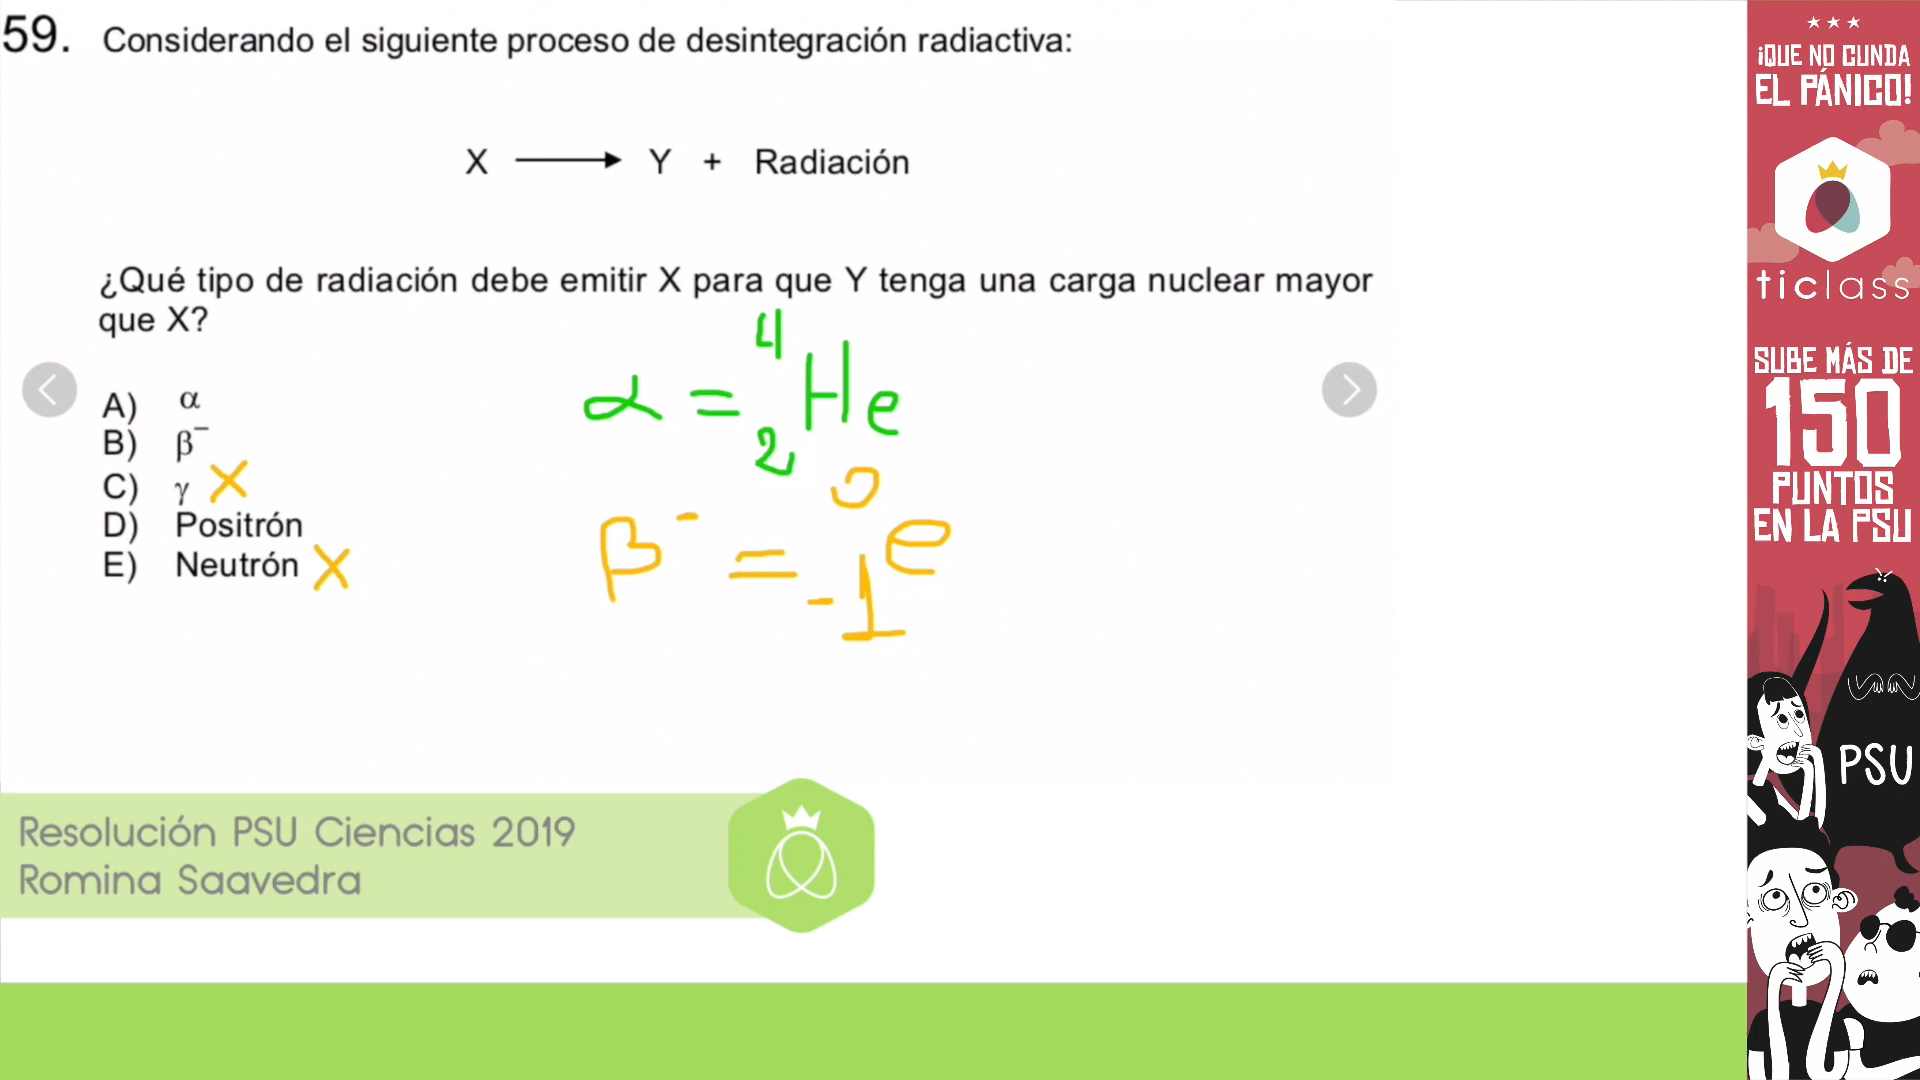 59. Considerando el siguiente proceso de desintegración radiactiva:
X → Y + Radiación
¿Qué tipo de radiación debe emitir X para que Y tenga una carga nuclear mayor
que X?
A) α
B) β⁻
C) γ X
D) Positrón
E) Neutrón X
α = ⁴₂He
β⁻ = ⁰₋₁e
Resolución PSU Ciencias 2019
Romina Saavedra
¡QUE NO CUNDA
EL PÁNICO!
ticlass
SUBE MÁS DE
150
PUNTOS
EN LA PSU
PSU